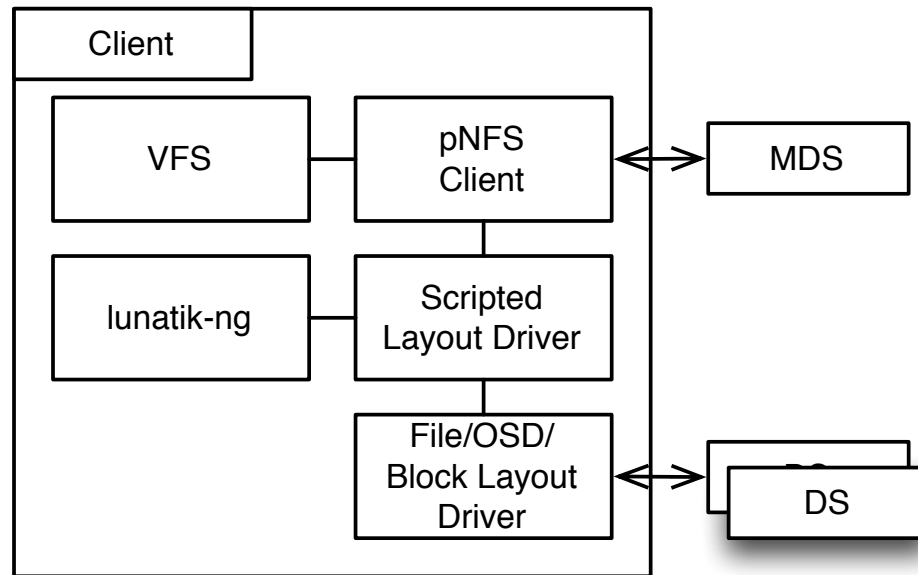 Client
VFS
pNFS
Client
MDS
lunatik-ng
Scripted
Layout Driver
File/OSD/
Block Layout
Driver
DS